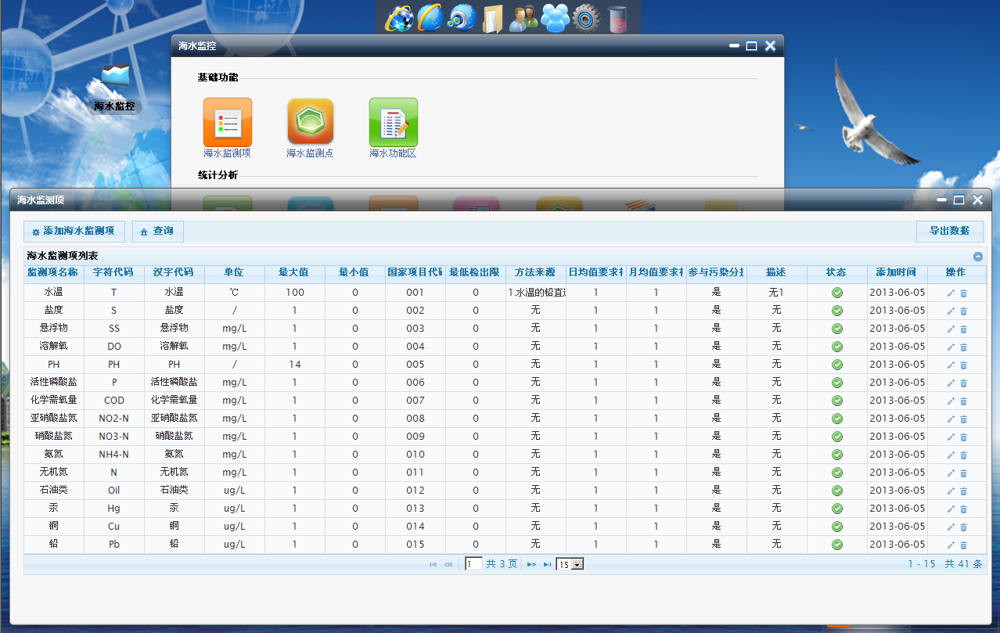 海水监控
海水监控
基础功能
海水监测项 海水监测点 海水功能区
统计分析
海水监测项
添加海水监测项 查询 导出数据
海水监测项列表
监测项名称 字符代码 汉字代码 单位 最大值 最小值 国家项目代码 最低检出限 方法来源 日均值要求样 月均值要求样 参与污染分担 描述 状态 添加时间 操作
水温 T 水温 ℃ 100 0 001 0 1.水温的铅直测 1 1 是 无1 2013-06-05
盐度 S 盐度 / 1 0 002 0 无 1 1 是 无 2013-06-05
悬浮物 SS 悬浮物 mg/L 1 0 003 0 无 1 1 是 无 2013-06-05
溶解氧 DO 溶解氧 mg/L 1 0 004 0 无 1 1 是 无 2013-06-05
PH PH PH / 14 0 005 0 无 1 1 是 无 2013-06-05
活性磷酸盐 P 活性磷酸盐 mg/L 1 0 006 0 无 1 1 是 无 2013-06-05
化学需氧量 COD 化学需氧量 mg/L 1 0 007 0 无 1 1 是 无 2013-06-05
亚硝酸盐氮 NO2-N 亚硝酸盐氮 mg/L 1 0 008 0 无 1 1 是 无 2013-06-05
硝酸盐氮 NO3-N 硝酸盐氮 mg/L 1 0 009 0 无 1 1 是 无 2013-06-05
氨氮 NH4-N 氨氮 mg/L 1 0 010 0 无 1 1 是 无 2013-06-05
无机氮 N 无机氮 mg/L 1 0 011 0 无 1 1 是 无 2013-06-05
石油类 Oil 石油类 ug/L 1 0 012 0 无 1 1 是 无 2013-06-05
汞 Hg 汞 ug/L 1 0 013 0 无 1 1 是 无 2013-06-05
铜 Cu 铜 ug/L 1 0 014 0 无 1 1 是 无 2013-06-05
铅 Pb 铅 ug/L 1 0 015 0 无 1 1 是 无 2013-06-05
1 共 3 页 15 1 - 15 共 41 条